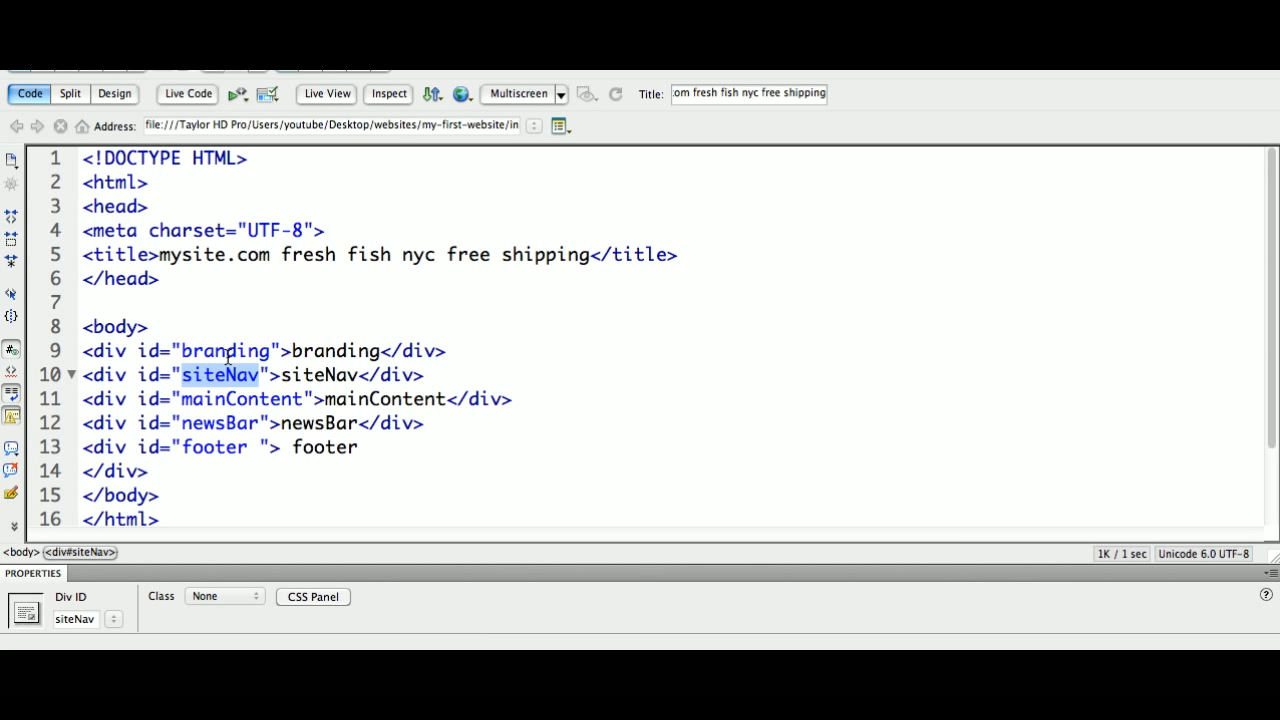 Code Split Design Live Code Live View Inspect Multiscreen Title: om fresh fish nyc free shipping
Address: file:///Taylor HD Pro/Users/youtube/Desktop/websites/my-first-website/in
1 <!DOCTYPE HTML>
2 <html>
3 <head>
4 <meta charset="UTF-8">
5 <title>mysite.com fresh fish nyc free shipping</title>
6 </head>
7
8 <body>
9 <div id="branding">branding</div>
10 <div id="siteNav">siteNav</div>
11 <div id="mainContent">mainContent</div>
12 <div id="newsBar">newsBar</div>
13 <div id="footer "> footer
14 </div>
15 </body>
16 </html>
<body> <div#siteNav> 1K / 1 sec Unicode 6.0 UTF-8
PROPERTIES
Div ID Class None CSS Panel
siteNav